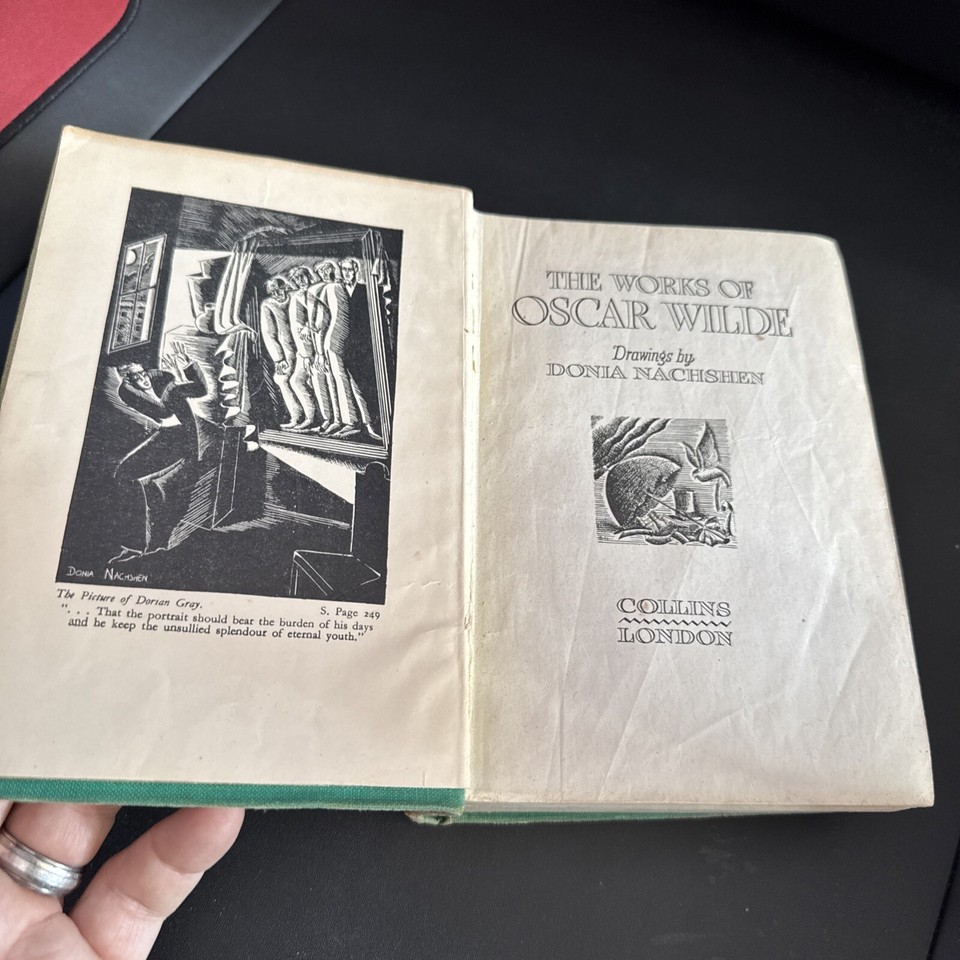 DONIA NACHSHEN
The Picture of Dorian Gray.
S. Page 249
". . . That the portrait should bear the burden of his days
and he keep the unsullied splendour of eternal youth."
THE WORKS OF
OSCAR WILDE
Drawings by
DONIA NACHSHEN
COLLINS
LONDON